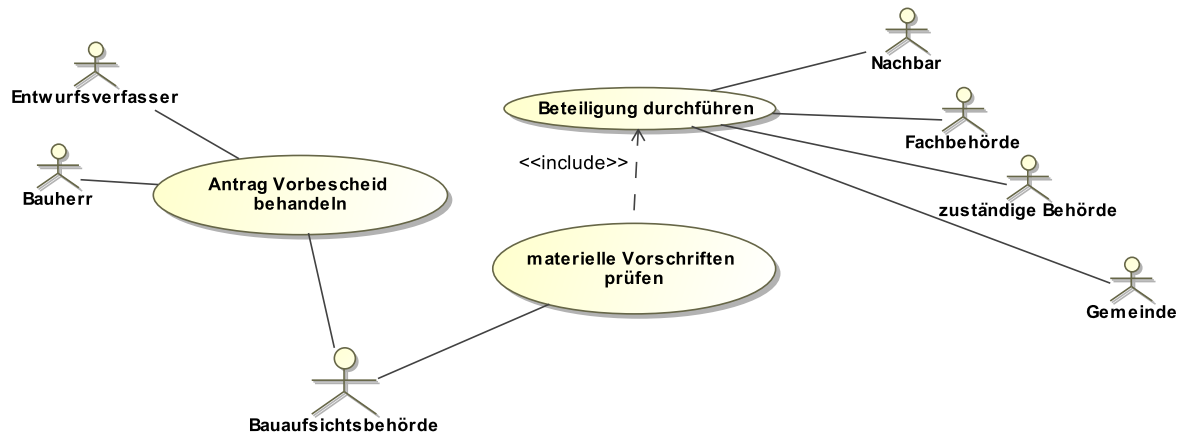 Nachbar
Entwurfsverfasser
Beteiligung durchführen
Fachbehörde
<<include>>
Bauherr
Antrag Vorbescheid
behandeln
zuständige Behörde
materielle Vorschriften
prüfen
Gemeinde
Bauaufsichtsbehörde